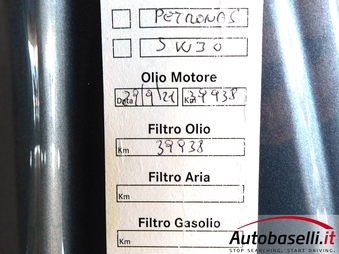 PETRONAS
5W30
Olio Motore
Data 29/9/21 Km 39938
Filtro Olio
Km 39938
Filtro Aria
Km
Filtro Gasolio
Km
Autobaselli.it
STOP SEARCHING. START DRIVING.